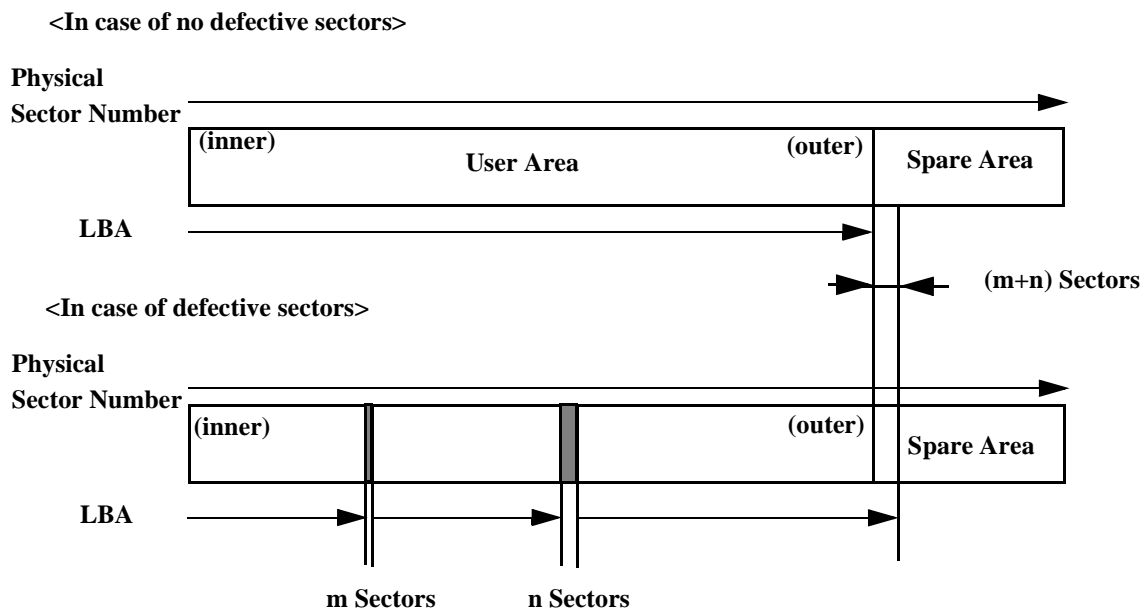 <In case of no defective sectors>
Physical
Sector Number
(inner)
User Area
(outer)
Spare Area
LBA
(m+n) Sectors
<In case of defective sectors>
Physical
Sector Number
(inner)
(outer)
Spare Area
LBA
m Sectors
n Sectors